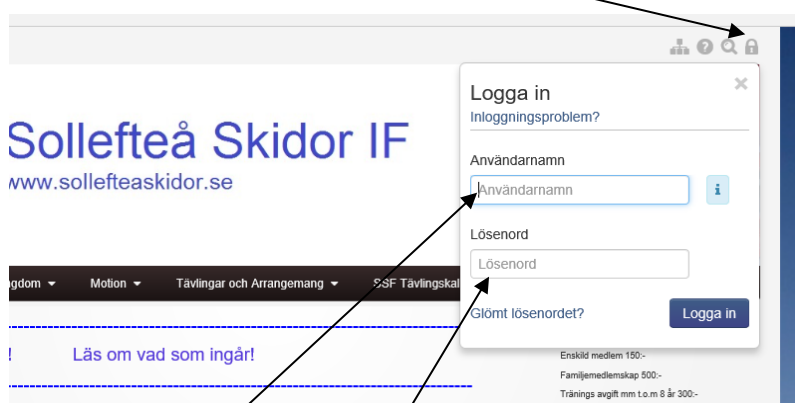 Logga in
Inloggningsproblem?
Sollefteå Skidor IF
www.sollefteaskidor.se
Användarnamn
Användarnamn
i
Lösenord
Lösenord
Motion
Tävlingar och Arrangemang
SSF Tävlingskal
Glömt lösenordet?
Logga in
! Läs om vad som ingår!
Enskild medlem 150:-
Familjemedlemskap 500:-
Tränings avgift mm t.o.m 8 år 300:-